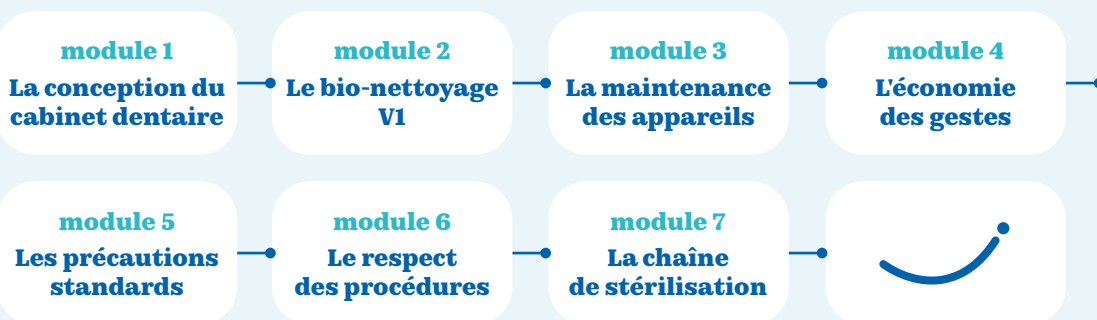 module 1
La conception du
cabinet dentaire
module 2
Le bio-nettoyage
V1
module 3
La maintenance
des appareils
module 4
L'économie
des gestes
module 5
Les précautions
standards
module 6
Le respect
des procédures
module 7
La chaîne
de stérilisation